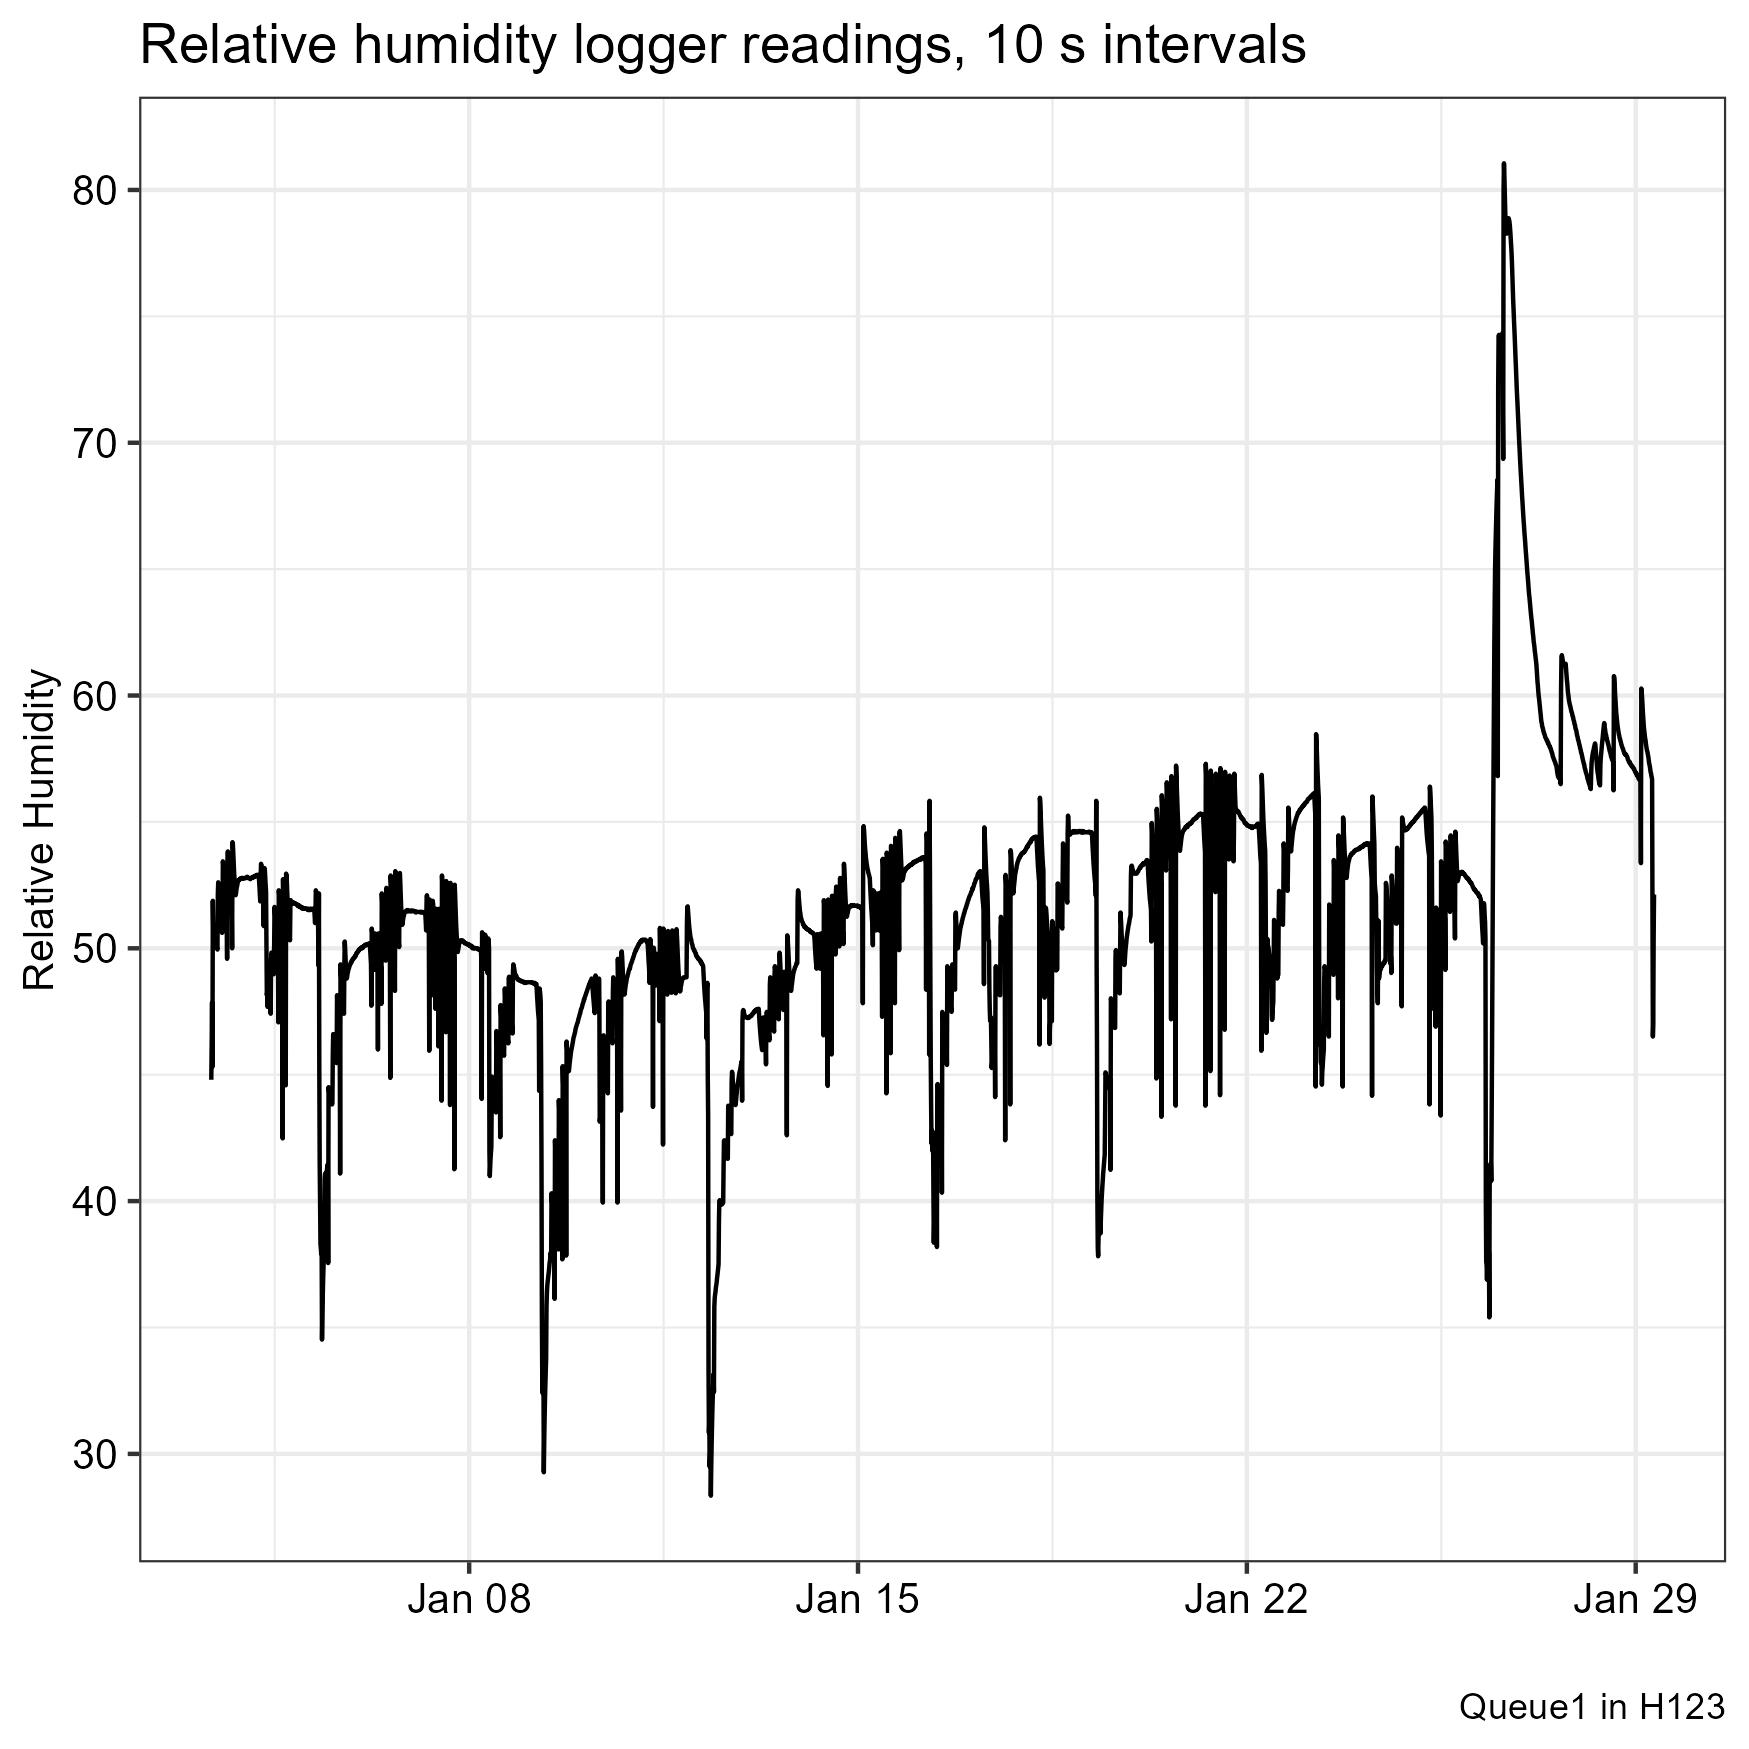 Relative humidity logger readings, 10 s intervals
Relative Humidity
80
70
60
50
40
30
Jan 08 Jan 15 Jan 22 Jan 29
Queue1 in H123